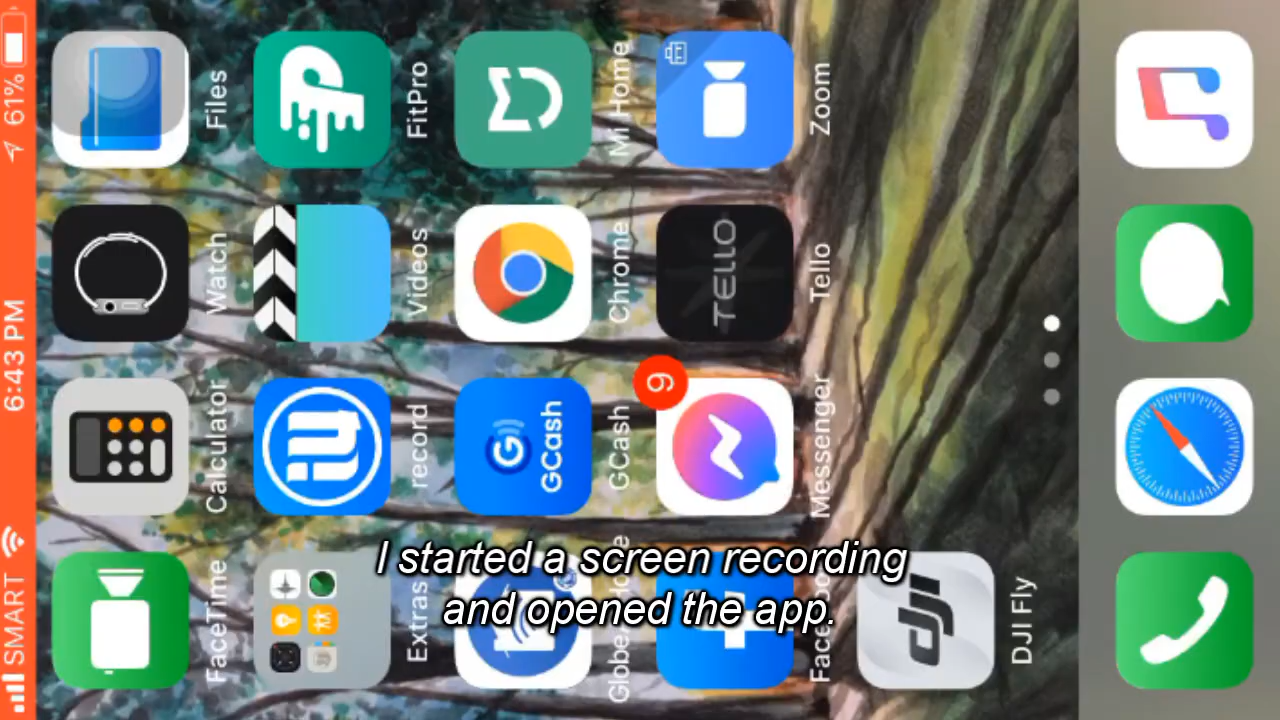 SMART 6:43 PM 61%
FaceTime Calculator Watch Files
Extras record Videos FitPro
GCash TELLO
GCash Chrome Mi Home
9
Messenger Tello Zoom
dji
DJI Fly
I started a screen recording
and opened the app.